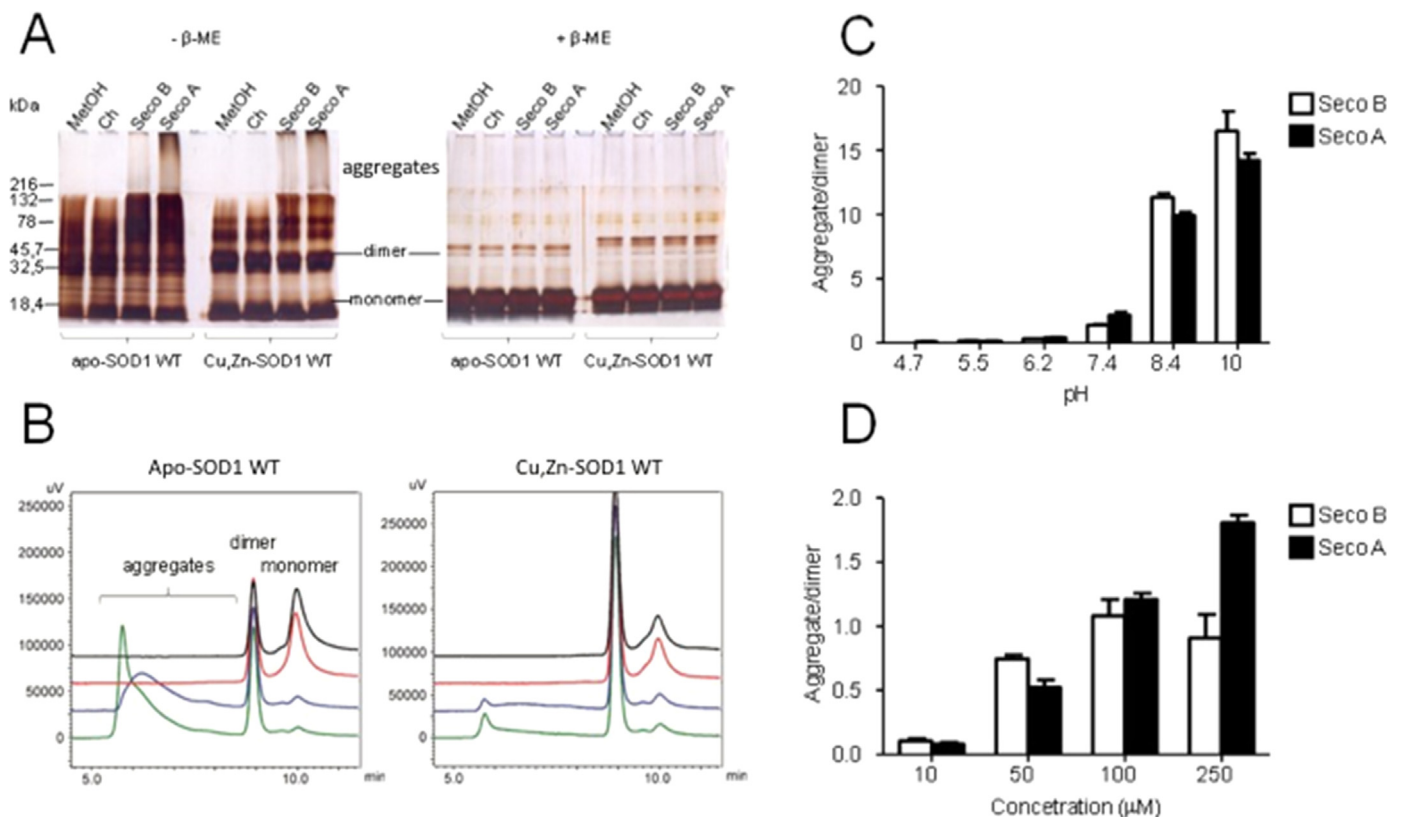 A
- β-ME
+ β-ME
kDa
MetOH
Ch
Seco B
Seco A
MetOH
Ch
Seco B
Seco A
MetOH
Ch
Seco B
Seco A
MetOH
Ch
Seco B
Seco A
216
132
78
45,7
32,5
18,4
aggregates
dimer
monomer
apo-SOD1 WT
Cu,Zn-SOD1 WT
apo-SOD1 WT
Cu,Zn-SOD1 WT
C
20
15
10
5
0
Aggregate/dimer
4.7 5.5 6.2 7.4 8.4 10
pH
Seco B
Seco A
B
Apo-SOD1 WT
uV
250000
200000
150000
100000
50000
0
aggregates
dimer
monomer
5.0 10.0 min
Cu,Zn-SOD1 WT
uV
250000
200000
150000
100000
50000
0
5.0 10.0 min
D
2.0
1.5
1.0
0.5
0.0
Aggregate/dimer
10 50 100 250
Concetration (µM)
Seco B
Seco A